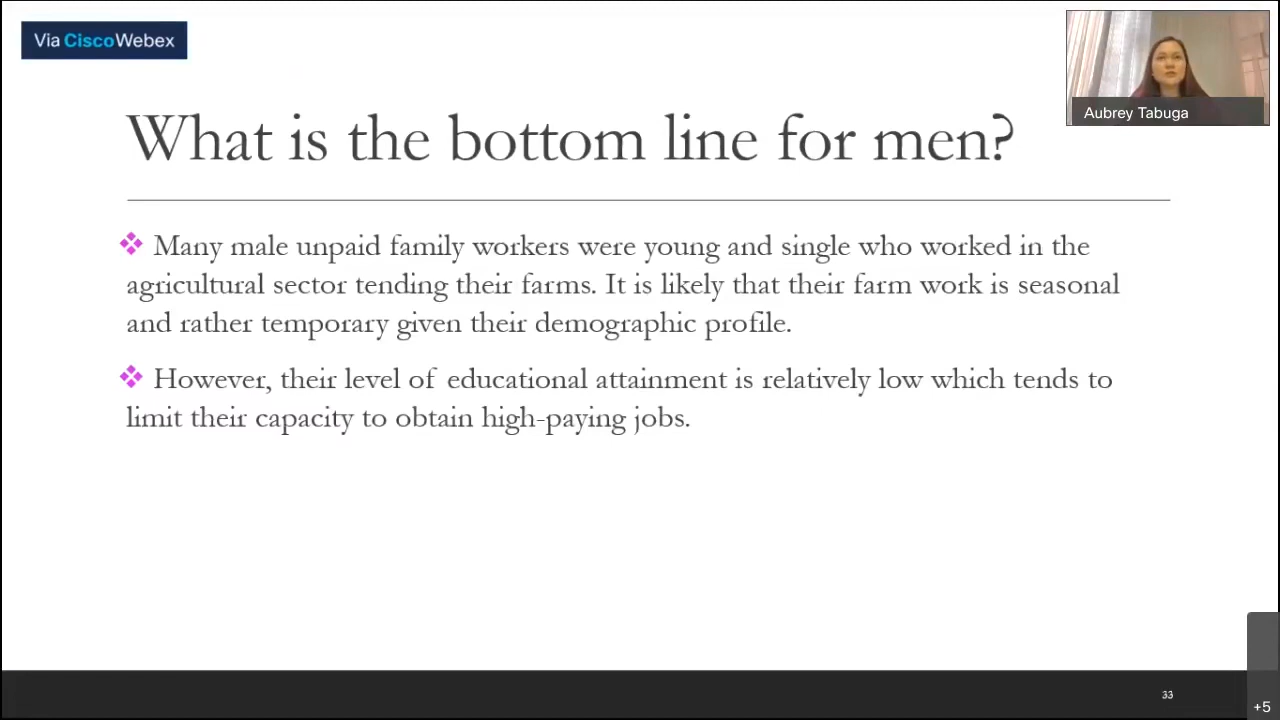 Via CiscoWebex
Aubrey Tabuga
What is the bottom line for men?
Many male unpaid family workers were young and single who worked in the
agricultural sector tending their farms. It is likely that their farm work is seasonal
and rather temporary given their demographic profile.
However, their level of educational attainment is relatively low which tends to
limit their capacity to obtain high-paying jobs.
33
+5